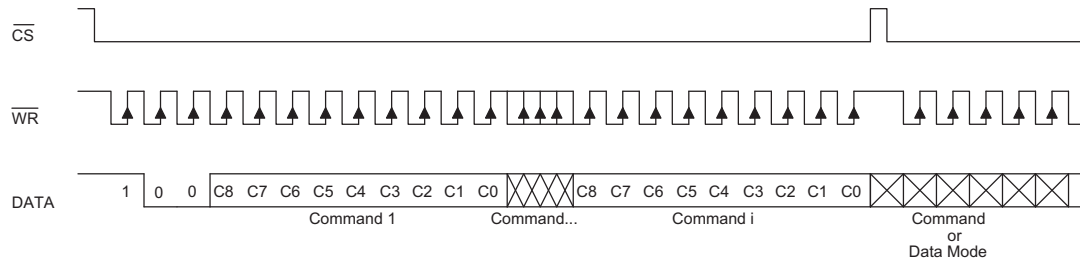 CS
WR
DATA
1 0 0 C8 C7 C6 C5 C4 C3 C2 C1 C0 C8 C7 C6 C5 C4 C3 C2 C1 C0
Command 1
Command...
Command i
Command
or
Data Mode